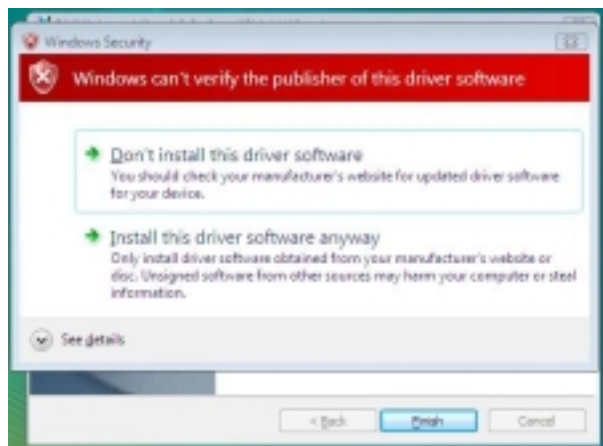 Windows Security
Windows can't verify the publisher of this driver software
Don't install this driver software
You should check your manufacturer's website for updated driver software
for your device.
Install this driver software anyway
Only install driver software obtained from your manufacturer's website or
disc. Unsigned software from other sources may harm your computer or steal
information.
See details
< Back
Finish
Cancel